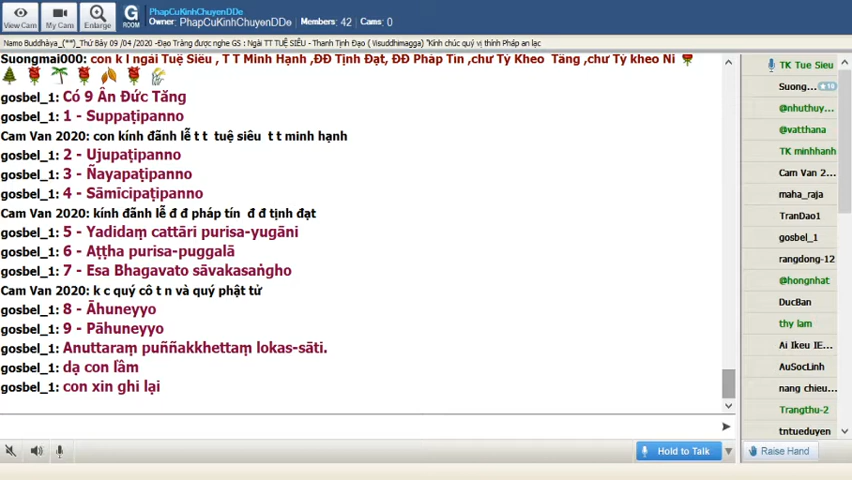 View Cam
My Cam
Enlarge
G
ROOM
PhapCuKinhChuyenDDe
Owner: PhapCuKinhChuyenDDe Members: 42 Cams: 0
Namo Buddhàya_(**)_Thứ Bảy 09 /04 /2020 -Đạo Tràng được nghe GS : Ngài TT TUỆ SIÊU - Thanh Tịnh Đạo ( Visuddhimagga) "Kính chúc quý vị thính Pháp an lạc
Suongmai000: con k l ngài Tuệ Siêu , T T Minh Hạnh ,ĐĐ Tịnh Đạt, ĐĐ Pháp Tín ,chư Tỳ Kheo Tăng ,chư Tỳ kheo Ni
gosbel_1: Có 9 Ân Đức Tăng
gosbel_1: 1 - Suppaṭipanno
Cam Van 2020: con kính đãnh lễ t t tuệ siêu t t minh hạnh
gosbel_1: 2 - Ujupaṭipanno
gosbel_1: 3 - Ñayapaṭipanno
gosbel_1: 4 - Sāmīcipaṭipanno
Cam Van 2020: kính đãnh lễ đ đ pháp tín đ đ tịnh đạt
gosbel_1: 5 - Yadidaṃ cattāri purisa-yugāni
gosbel_1: 6 - Aṭṭha purisa-puggalā
gosbel_1: 7 - Esa Bhagavato sāvakasaṅgho
Cam Van 2020: k c quý cô t n và quý phật tử
gosbel_1: 8 - Āhuneyyo
gosbel_1: 9 - Pāhuneyyo
gosbel_1: Anuttaraṃ puññakkhettaṃ lokas-sāti.
gosbel_1: dạ con lầm
gosbel_1: con xin ghi lại
Hold to Talk
TK Tue Sieu
Suong... 10
@nhuthuy...
@vatthana
TK minhhanh
Cam Van 2...
maha_raja
TranDao1
gosbel_1
rangdong-12
@hongnhat
DucBan
thy lam
Ai Ikeu IE...
AuSocLinh
nang chieu...
Trangthu-2
tntueduyen
Raise Hand